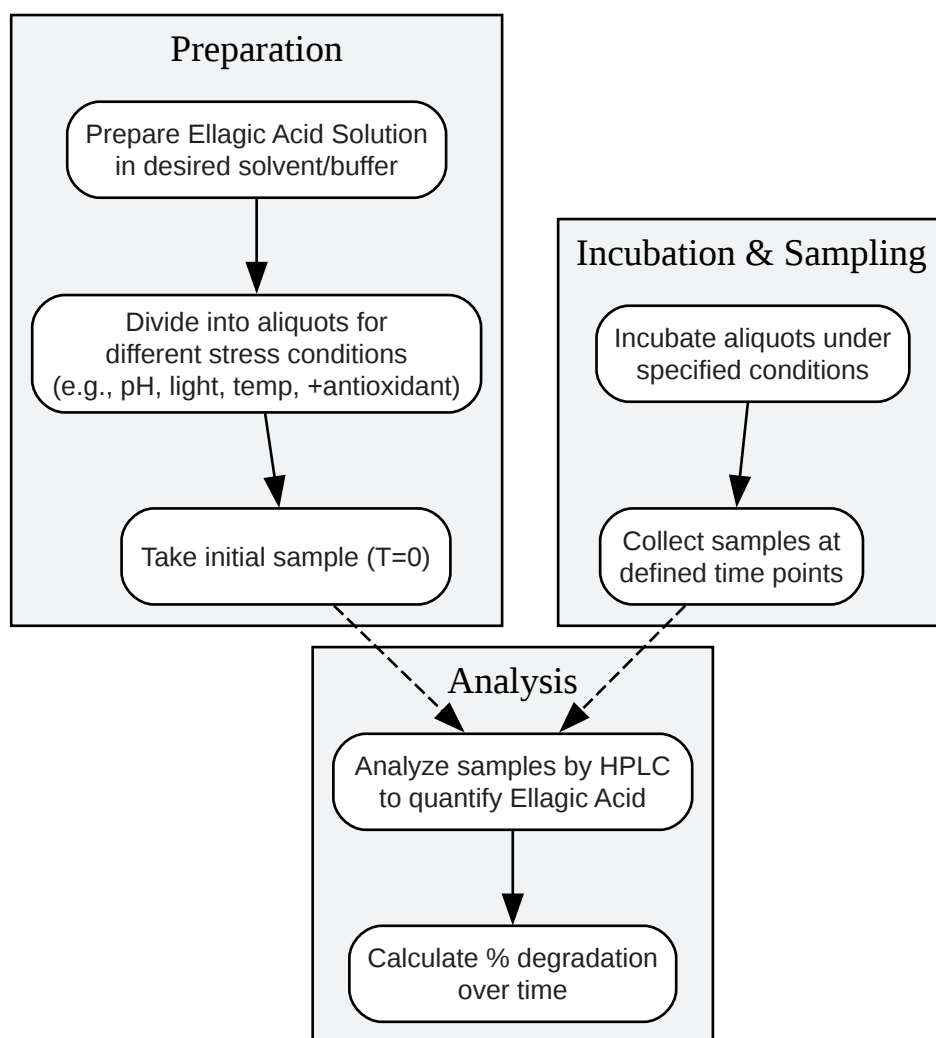 Preparation
Prepare Ellagic Acid Solution
in desired solvent/buffer
Divide into aliquots for
different stress conditions
(e.g., pH, light, temp, +antioxidant)
Take initial sample (T=0)
Incubation & Sampling
Incubate aliquots under
specified conditions
Collect samples at
defined time points
Analysis
Analyze samples by HPLC
to quantify Ellagic Acid
Calculate % degradation
over time